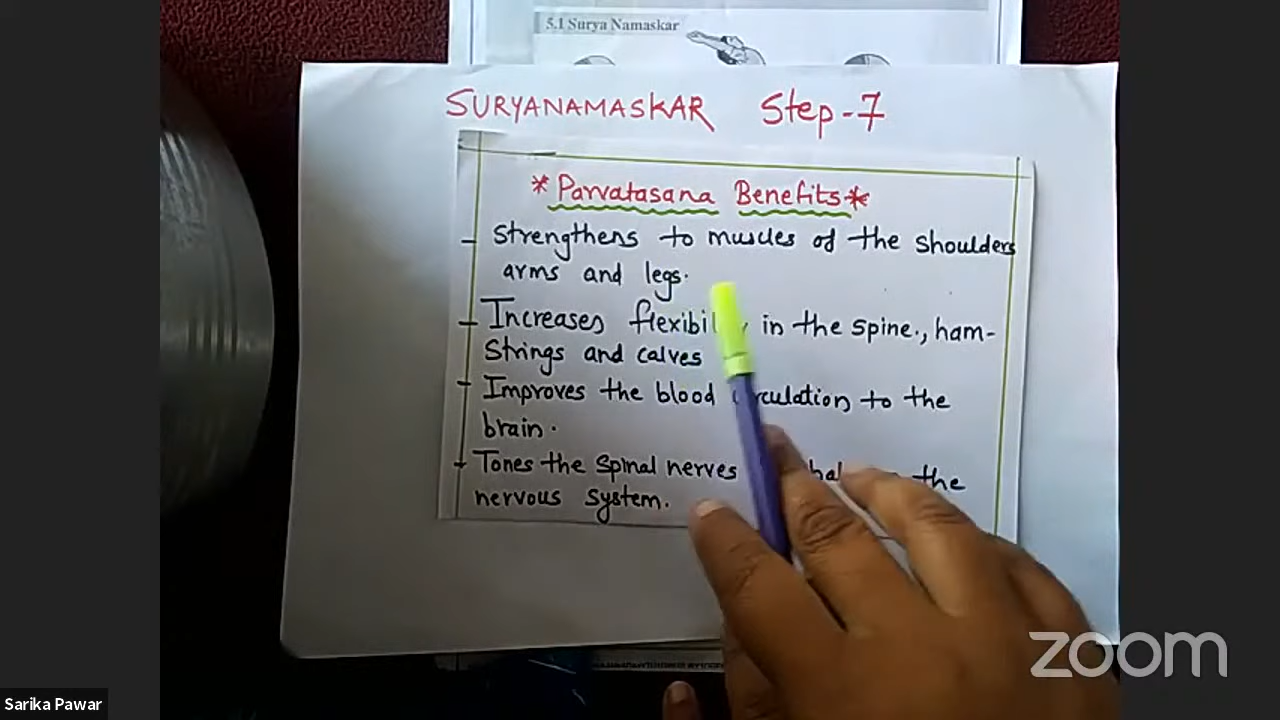 5.1 Surya Namaskar
SURYANAMASKAR Step-7
*Parvatasana Benefits*
- Strengthens to muscles of the shoulders
arms and legs.
- Increases in the spine., ham-
strings and calves
- Improves the blood to the
brain.
- Tones the spinal nerves the
nervous system.
zoom
Sarika Pawar